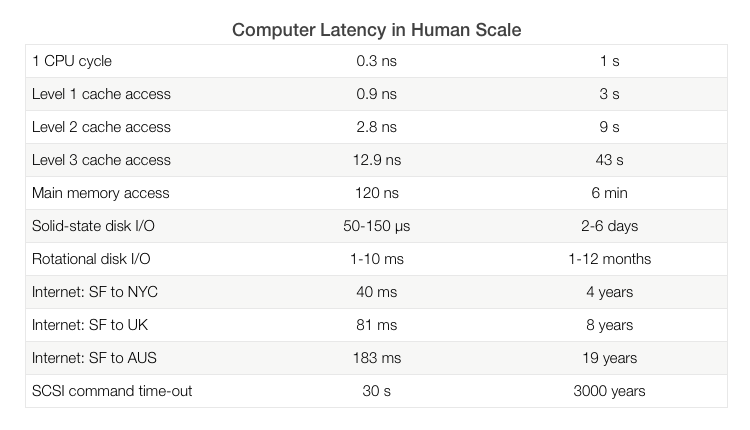 Computer Latency in Human Scale
1 CPU cycle 0.3 ns 1 s
Level 1 cache access 0.9 ns 3 s
Level 2 cache access 2.8 ns 9 s
Level 3 cache access 12.9 ns 43 s
Main memory access 120 ns 6 min
Solid-state disk I/O 50-150 µs 2-6 days
Rotational disk I/O 1-10 ms 1-12 months
Internet: SF to NYC 40 ms 4 years
Internet: SF to UK 81 ms 8 years
Internet: SF to AUS 183 ms 19 years
SCSI command time-out 30 s 3000 years